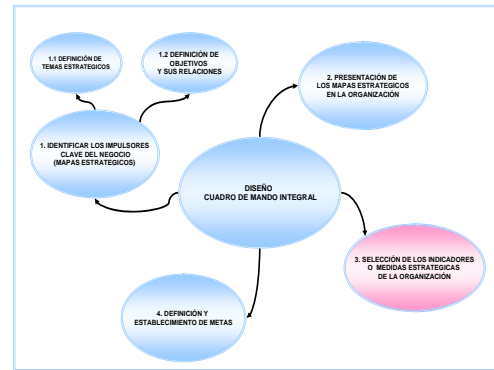 1.1 DEFINICIÓN DE
TEMAS ESTRATEGICOS
1.2 DEFINICIÓN DE
OBJETIVOS
Y SUS RELACIONES
2. PRESENTACIÓN DE
LOS MAPAS ESTRATEGICOS
EN LA ORGANIZACIÓN
1. IDENTIFICAR LOS IMPULSORES
CLAVE DEL NEGOCIO
(MAPAS ESTRATEGICOS)
DISEÑO
CUADRO DE MANDO INTEGRAL
3. SELECCIÓN DE LOS INDICADORES
O MEDIDAS ESTRATEGICAS
DE LA ORGANIZACIÓN
4. DEFINICIÓN Y
ESTABLECIMIENTO DE METAS